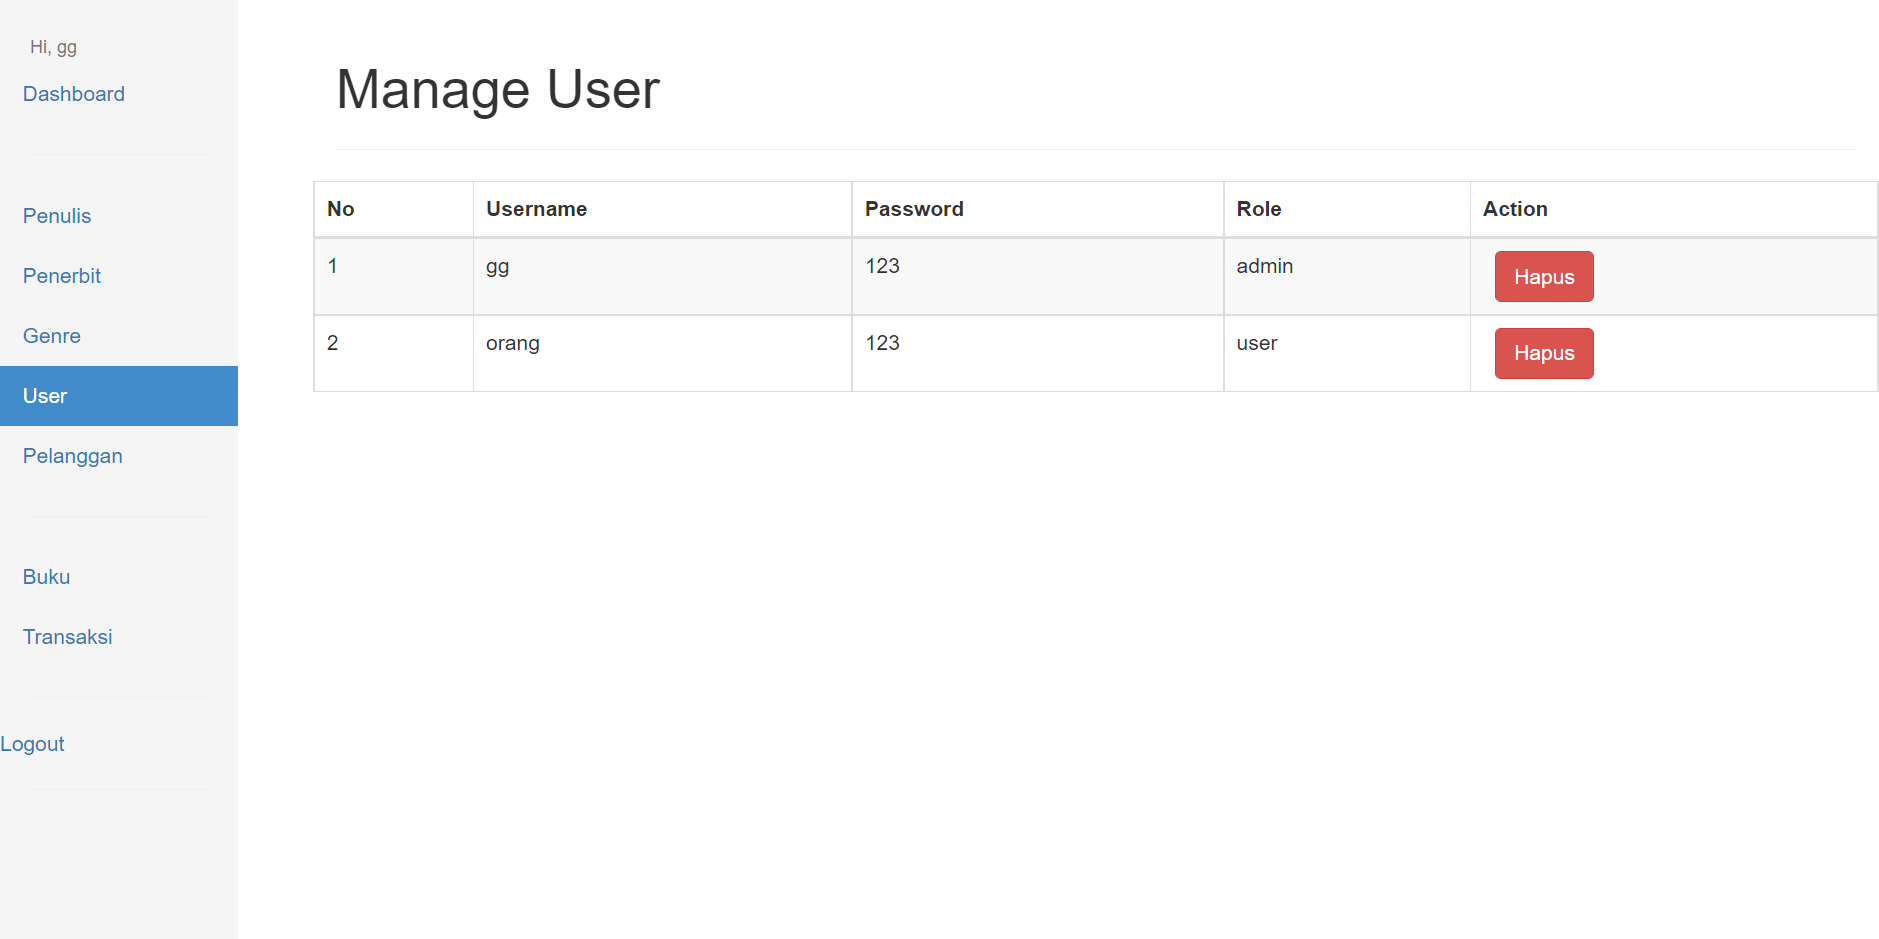 Hi, gg
Dashboard
Penulis
Penerbit
Genre
User
Pelanggan
Buku
Transaksi
Logout
Manage User
No Username Password Role Action
1 gg 123 admin Hapus
2 orang 123 user Hapus